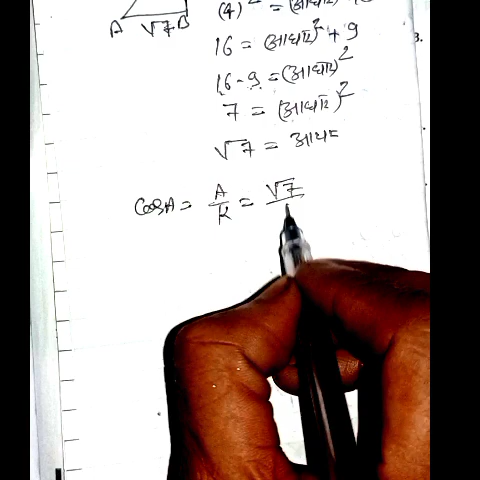 A √7 B
(4)² = (आधार)²
16 = (आधार)² + 9
3.
16 - 9 = (आधार)²
7 = (आधार)²
√7 = आधार
cosA = A/K = √7/